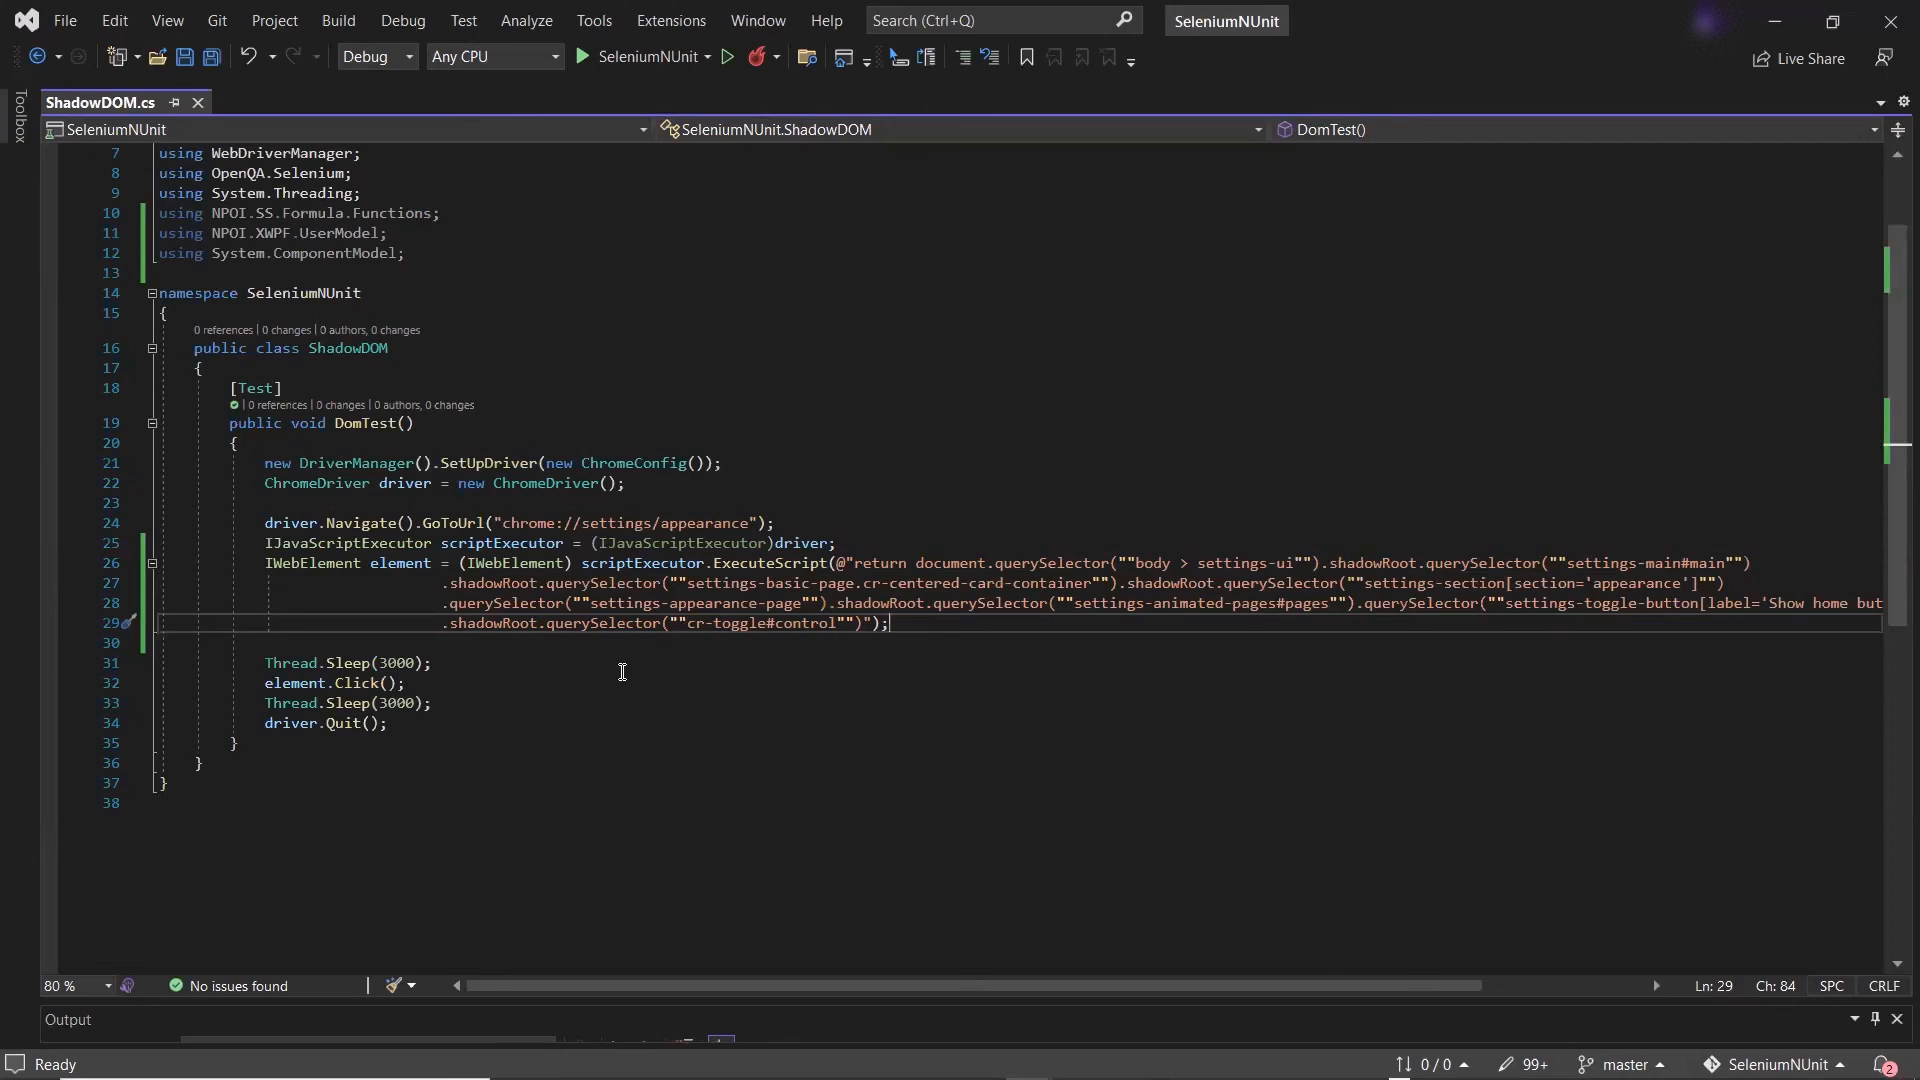 File Edit View Git Project Build Debug Test Analyze Tools Extensions Window Help Search (Ctrl+Q) SeleniumNUnit
Debug Any CPU SeleniumNUnit Live Share
Toolbox
ShadowDOM.cs
SeleniumNUnit SeleniumNUnit.ShadowDOM DomTest()
7 using WebDriverManager;
8 using OpenQA.Selenium;
9 using System.Threading;
10 using NPOI.SS.Formula.Functions;
11 using NPOI.XWPF.UserModel;
12 using System.ComponentModel;
13
14 namespace SeleniumNUnit
15 {
0 references | 0 changes | 0 authors, 0 changes
16 public class ShadowDOM
17 {
18 [Test]
| 0 references | 0 changes | 0 authors, 0 changes
19 public void DomTest()
20 {
21 new DriverManager().SetUpDriver(new ChromeConfig());
22 ChromeDriver driver = new ChromeDriver();
23
24 driver.Navigate().GoToUrl("chrome://settings/appearance");
25 IJavaScriptExecutor scriptExecutor = (IJavaScriptExecutor)driver;
26 IWebElement element = (IWebElement) scriptExecutor.ExecuteScript(@"return document.querySelector(""body > settings-ui"").shadowRoot.querySelector(""settings-main#main"")
27 .shadowRoot.querySelector(""settings-basic-page.cr-centered-card-container"").shadowRoot.querySelector(""settings-section[section='appearance']"")
28 .querySelector(""settings-appearance-page"").shadowRoot.querySelector(""settings-animated-pages#pages"").querySelector(""settings-toggle-button[label='Show home but
29 .shadowRoot.querySelector(""cr-toggle#control"")");
30
31 Thread.Sleep(3000);
32 element.Click();
33 Thread.Sleep(3000);
34 driver.Quit();
35 }
36 }
37 }
38
80 % No issues found Ln: 29 Ch: 84 SPC CRLF
Output
Ready 0 / 0 99+ master SeleniumNUnit 2